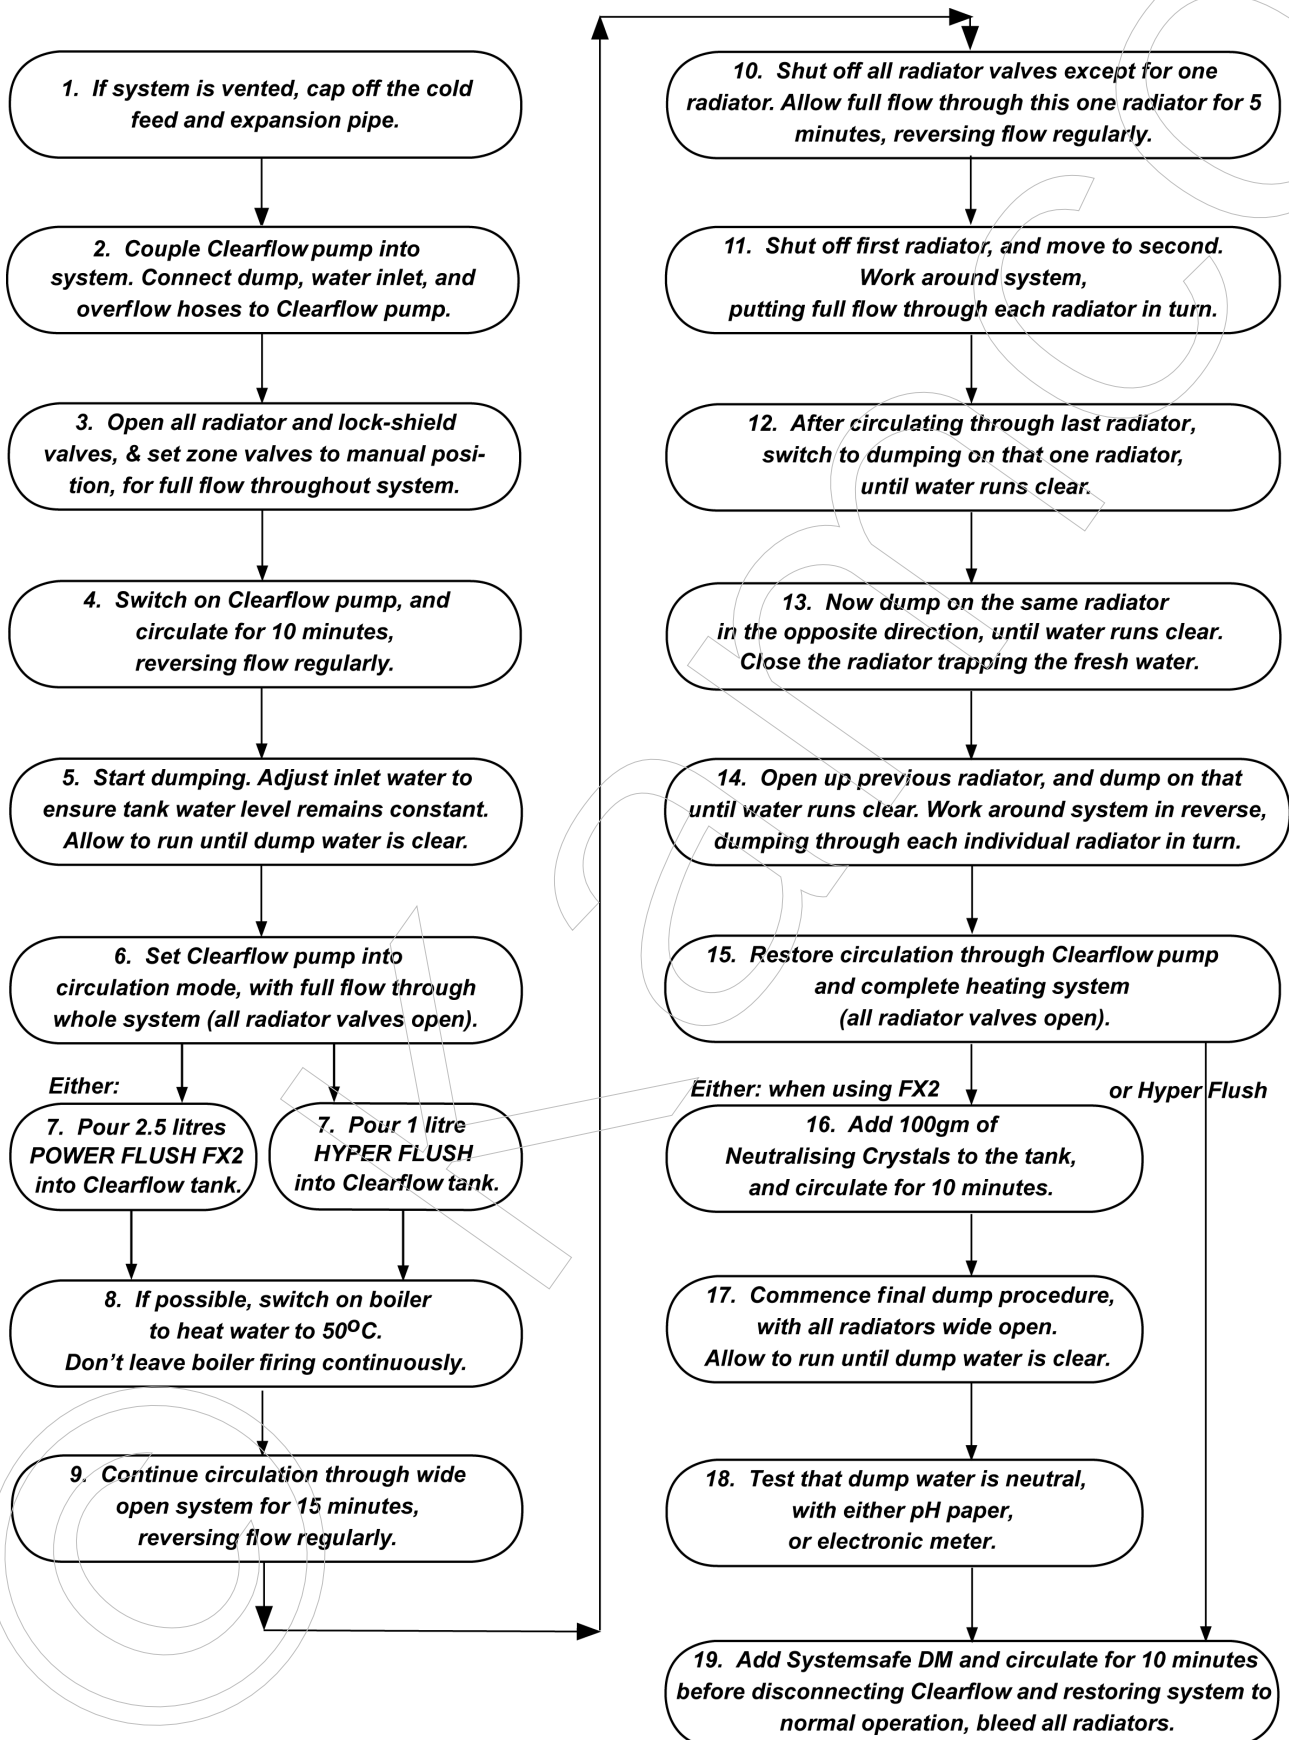 1. If system is vented, cap off the cold
feed and expansion pipe.
2. Couple Clearflow pump into
system. Connect dump, water inlet, and
overflow hoses to Clearflow pump.
3. Open all radiator and lock-shield
valves, & set zone valves to manual posi-
tion, for full flow throughout system.
4. Switch on Clearflow pump, and
circulate for 10 minutes,
reversing flow regularly.
5. Start dumping. Adjust inlet water to
ensure tank water level remains constant.
Allow to run until dump water is clear.
6. Set Clearflow pump into
circulation mode, with full flow through
whole system (all radiator valves open).
Either:
7. Pour 2.5 litres
POWER FLUSH FX2
into Clearflow tank.
7. Pour 1 litre
HYPER FLUSH
into Clearflow tank.
8. If possible, switch on boiler
to heat water to 50ºC.
Don't leave boiler firing continuously.
9. Continue circulation through wide
open system for 15 minutes,
reversing flow regularly.
10. Shut off all radiator valves except for one
radiator. Allow full flow through this one radiator for 5
minutes, reversing flow regularly.
11. Shut off first radiator, and move to second.
Work around system,
putting full flow through each radiator in turn.
12. After circulating through last radiator,
switch to dumping on that one radiator,
until water runs clear.
13. Now dump on the same radiator
in the opposite direction, until water runs clear.
Close the radiator trapping the fresh water.
14. Open up previous radiator, and dump on that
until water runs clear. Work around system in reverse,
dumping through each individual radiator in turn.
15. Restore circulation through Clearflow pump
and complete heating system
(all radiator valves open).
Either: when using FX2
or Hyper Flush
16. Add 100gm of
Neutralising Crystals to the tank,
and circulate for 10 minutes.
17. Commence final dump procedure,
with all radiators wide open.
Allow to run until dump water is clear.
18. Test that dump water is neutral,
with either pH paper,
or electronic meter.
19. Add Systemsafe DM and circulate for 10 minutes
before disconnecting Clearflow and restoring system to
normal operation, bleed all radiators.